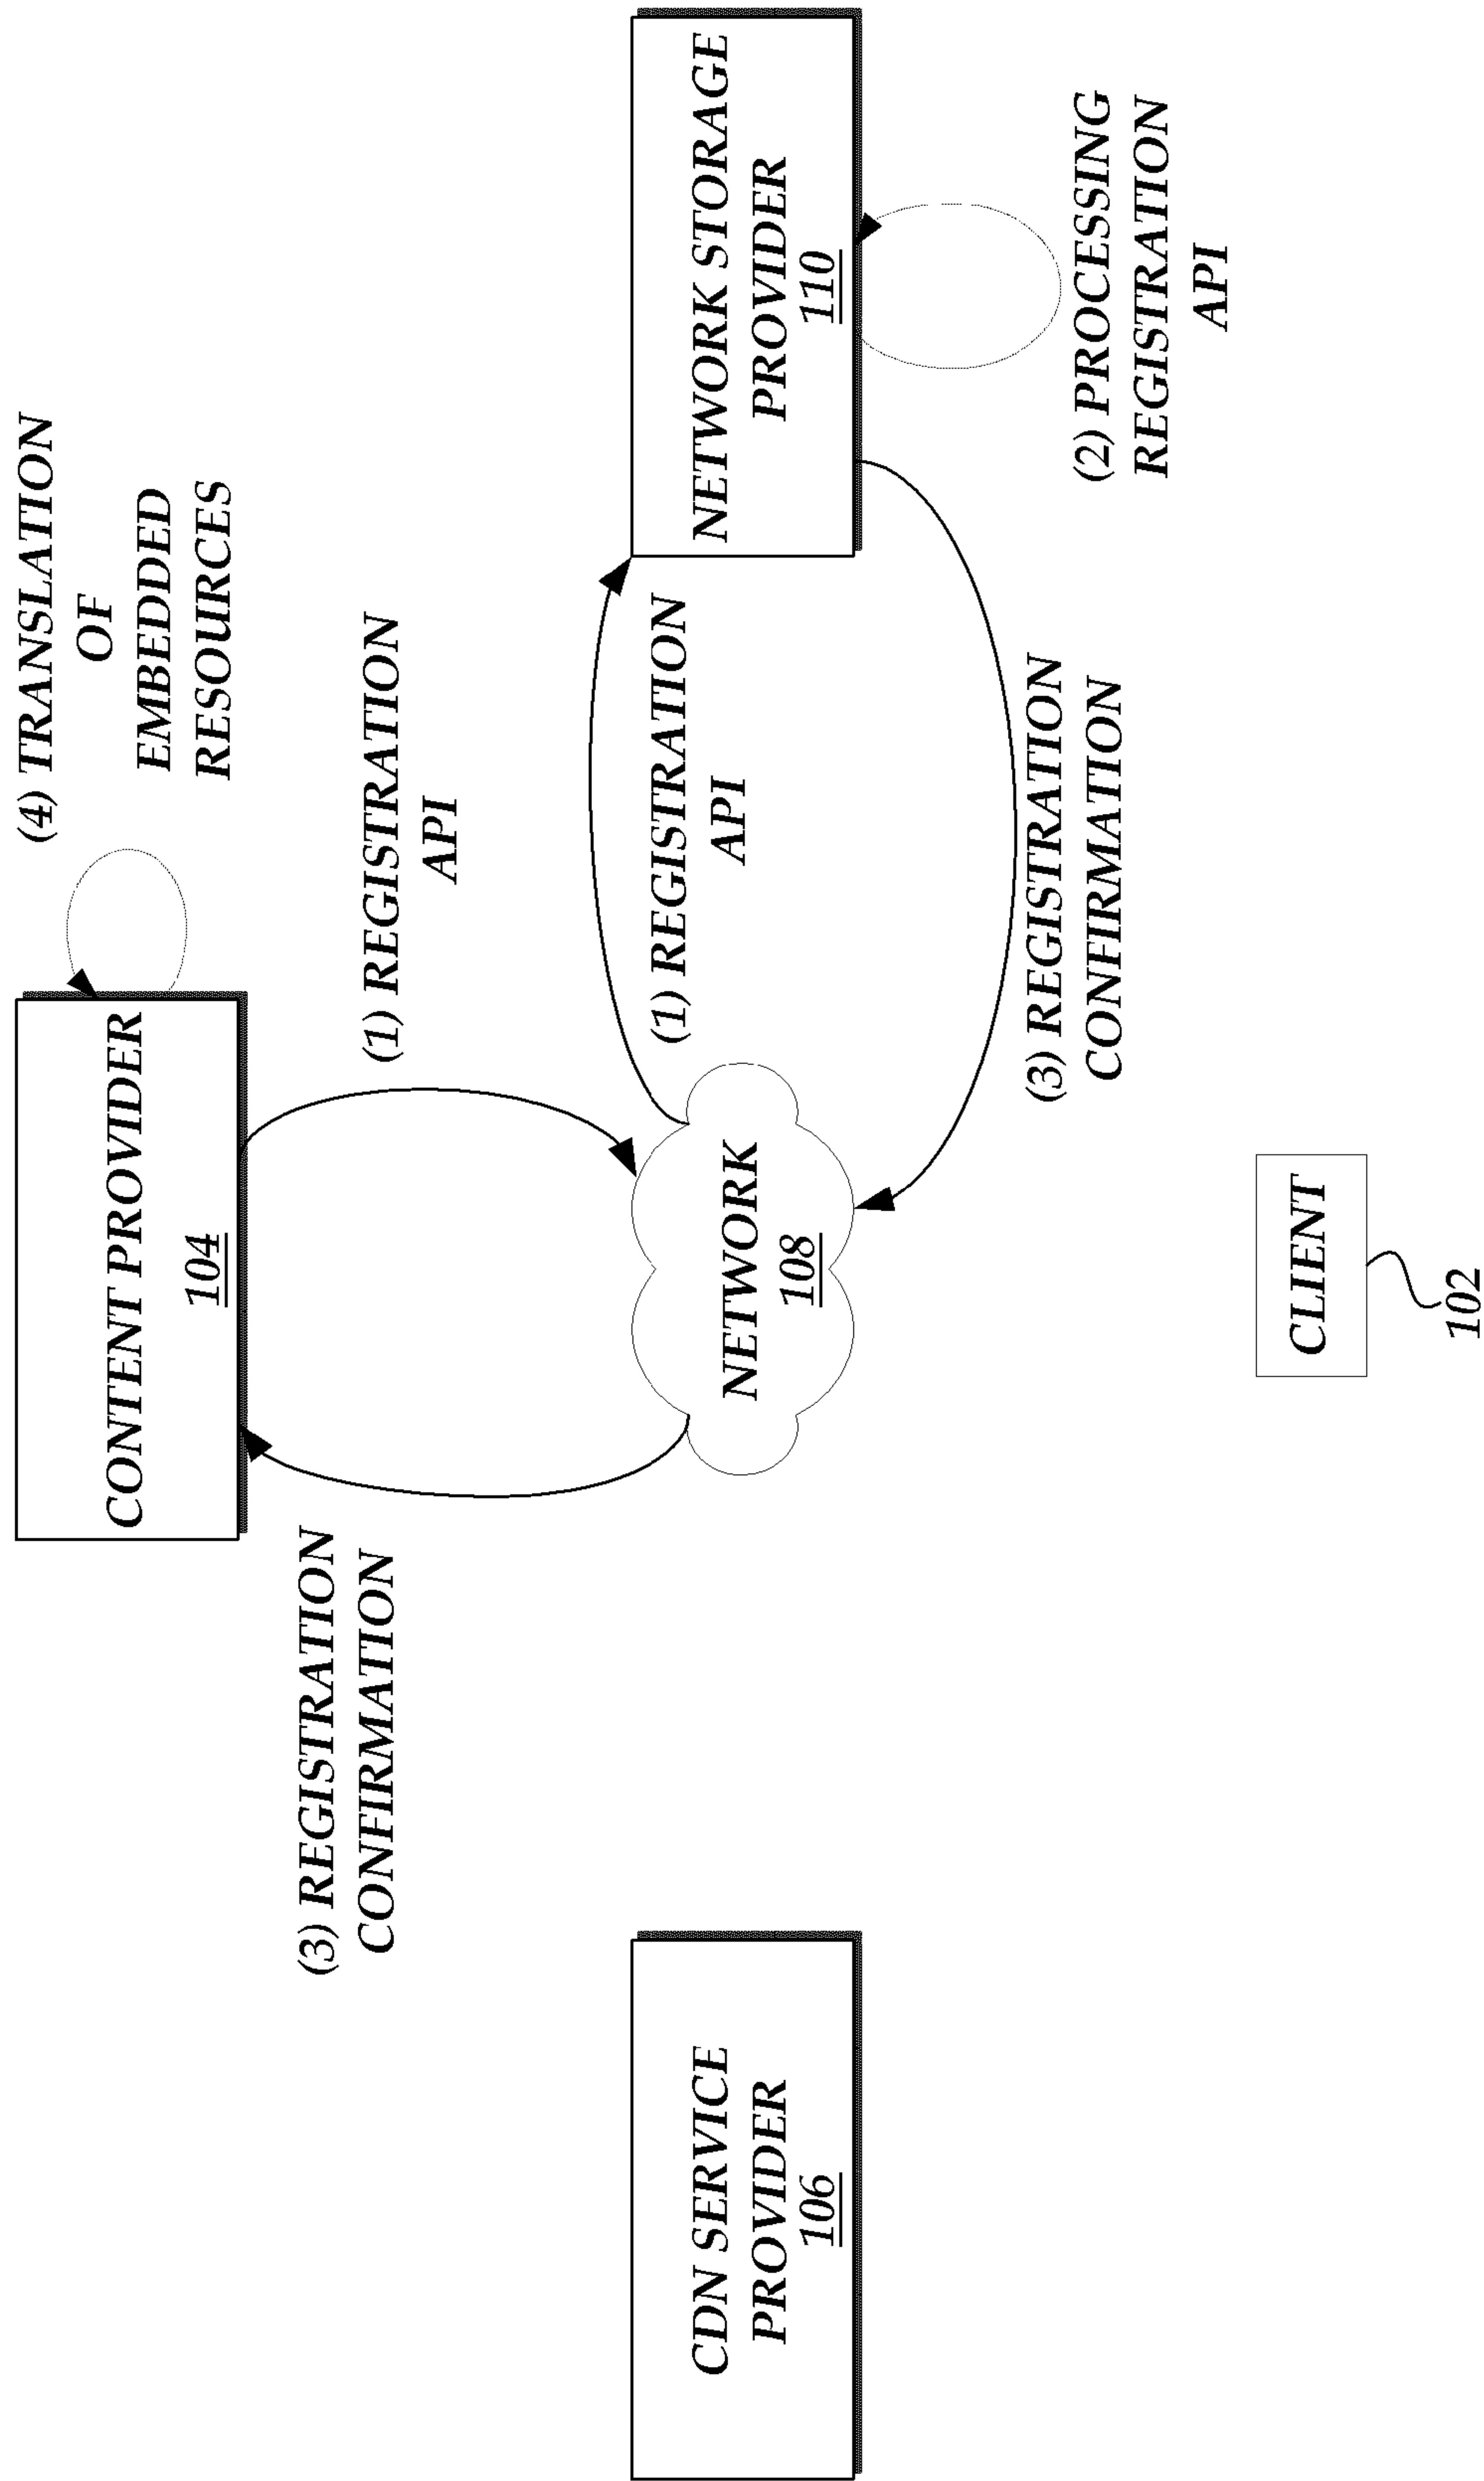 (4) TRANSLATION
OF
EMBEDDED
RESOURCES
CONTENT PROVIDER
104
(1) REGISTRATION
API
(3) REGISTRATION
CONFIRMATION
CDN SERVICE
PROVIDER
106
NETWORK
108
(1) REGISTRATION
API
NETWORK STORAGE
PROVIDER
110
(3) REGISTRATION
CONFIRMATION
(2) PROCESSING
REGISTRATION
API
CLIENT
102